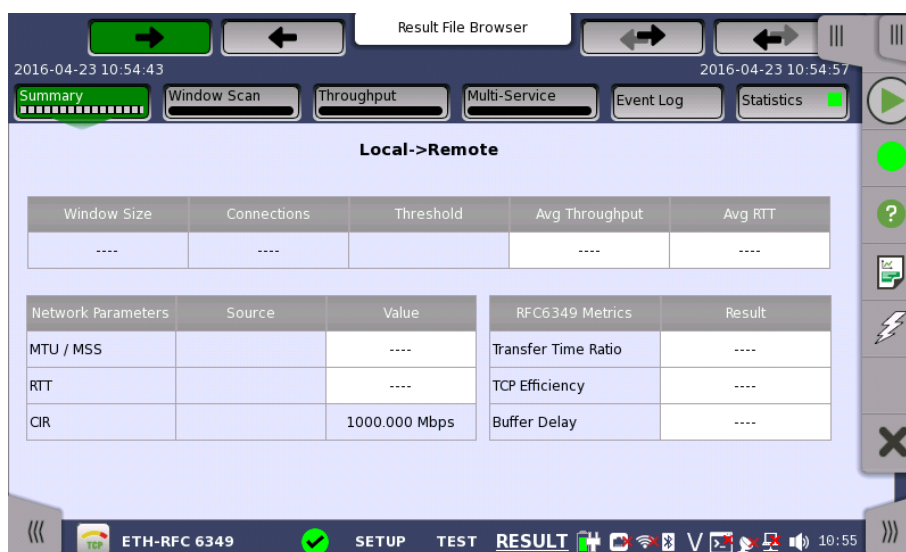 Result File Browser
2016-04-23 10:54:43
2016-04-23 10:54:57
Summary
Window Scan
Throughput
Multi-Service
Event Log
Statistics
Local->Remote
Window Size Connections Threshold Avg Throughput Avg RTT
---- ---- ---- ----
Network Parameters Source Value
MTU / MSS ----
RTT ----
CIR 1000.000 Mbps
RFC6349 Metrics Result
Transfer Time Ratio ----
TCP Efficiency ----
Buffer Delay ----
TCP
ETH-RFC 6349
SETUP
TEST
RESULT
10:55